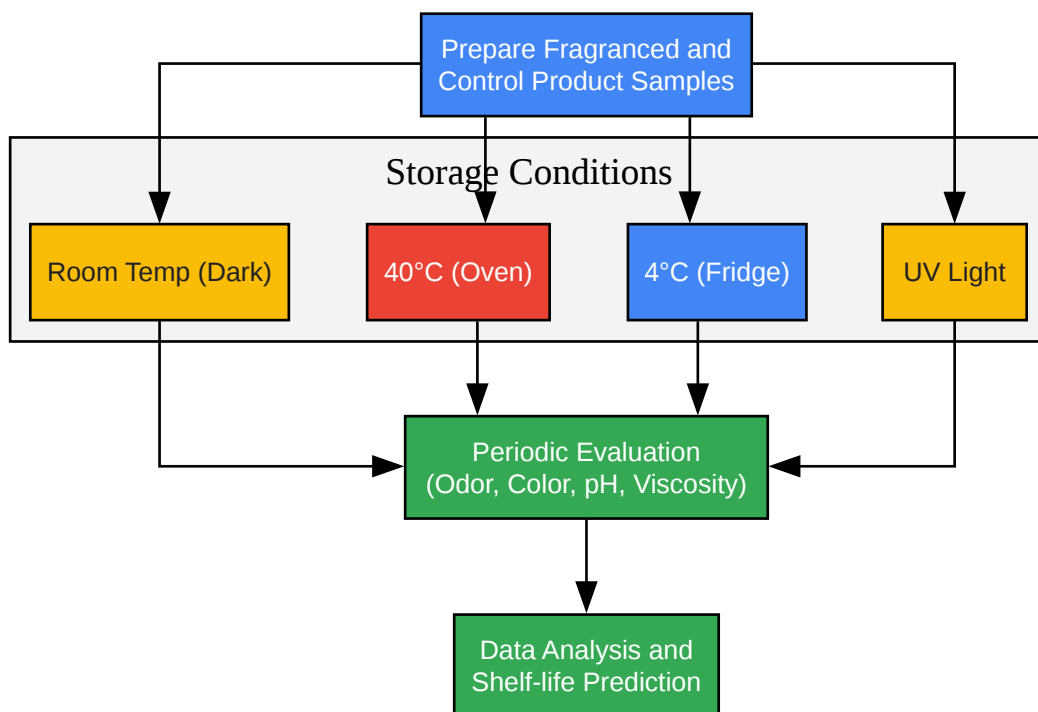 Prepare Fragranced and
Control Product Samples
Storage Conditions
Room Temp (Dark)
40°C (Oven)
4°C (Fridge)
UV Light
Periodic Evaluation
(Odor, Color, pH, Viscosity)
Data Analysis and
Shelf-life Prediction